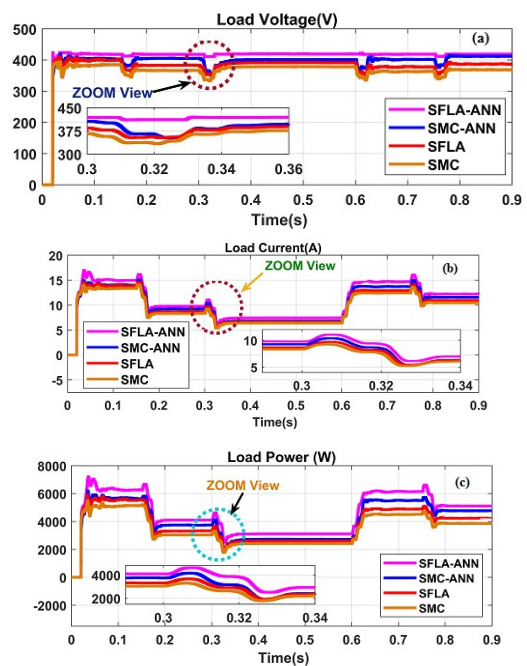 Load Voltage(V)
(a)
500
400
300
200
100
0
ZOOM View
450
375
300
0.3 0.32 0.34 0.36
SFLA-ANN
SMC-ANN
SFLA
SMC
0 0.1 0.2 0.3 0.4 0.5 0.6 0.7 0.8 0.9
Time(s)
Load Current(A)
(b)
20
15
10
5
0
-5
ZOOM View
SFLA-ANN
SMC-ANN
SFLA
SMC
10
5
0.3 0.32 0.34
0 0.1 0.2 0.3 0.4 0.5 0.6 0.7 0.8 0.9
Time(s)
Load Power (W)
(c)
8000
6000
4000
2000
0
-2000
ZOOM View
4000
2000
0.3 0.32 0.34
SFLA-ANN
SMC-ANN
SFLA
SMC
0 0.1 0.2 0.3 0.4 0.5 0.6 0.7 0.8 0.9
Time(s)